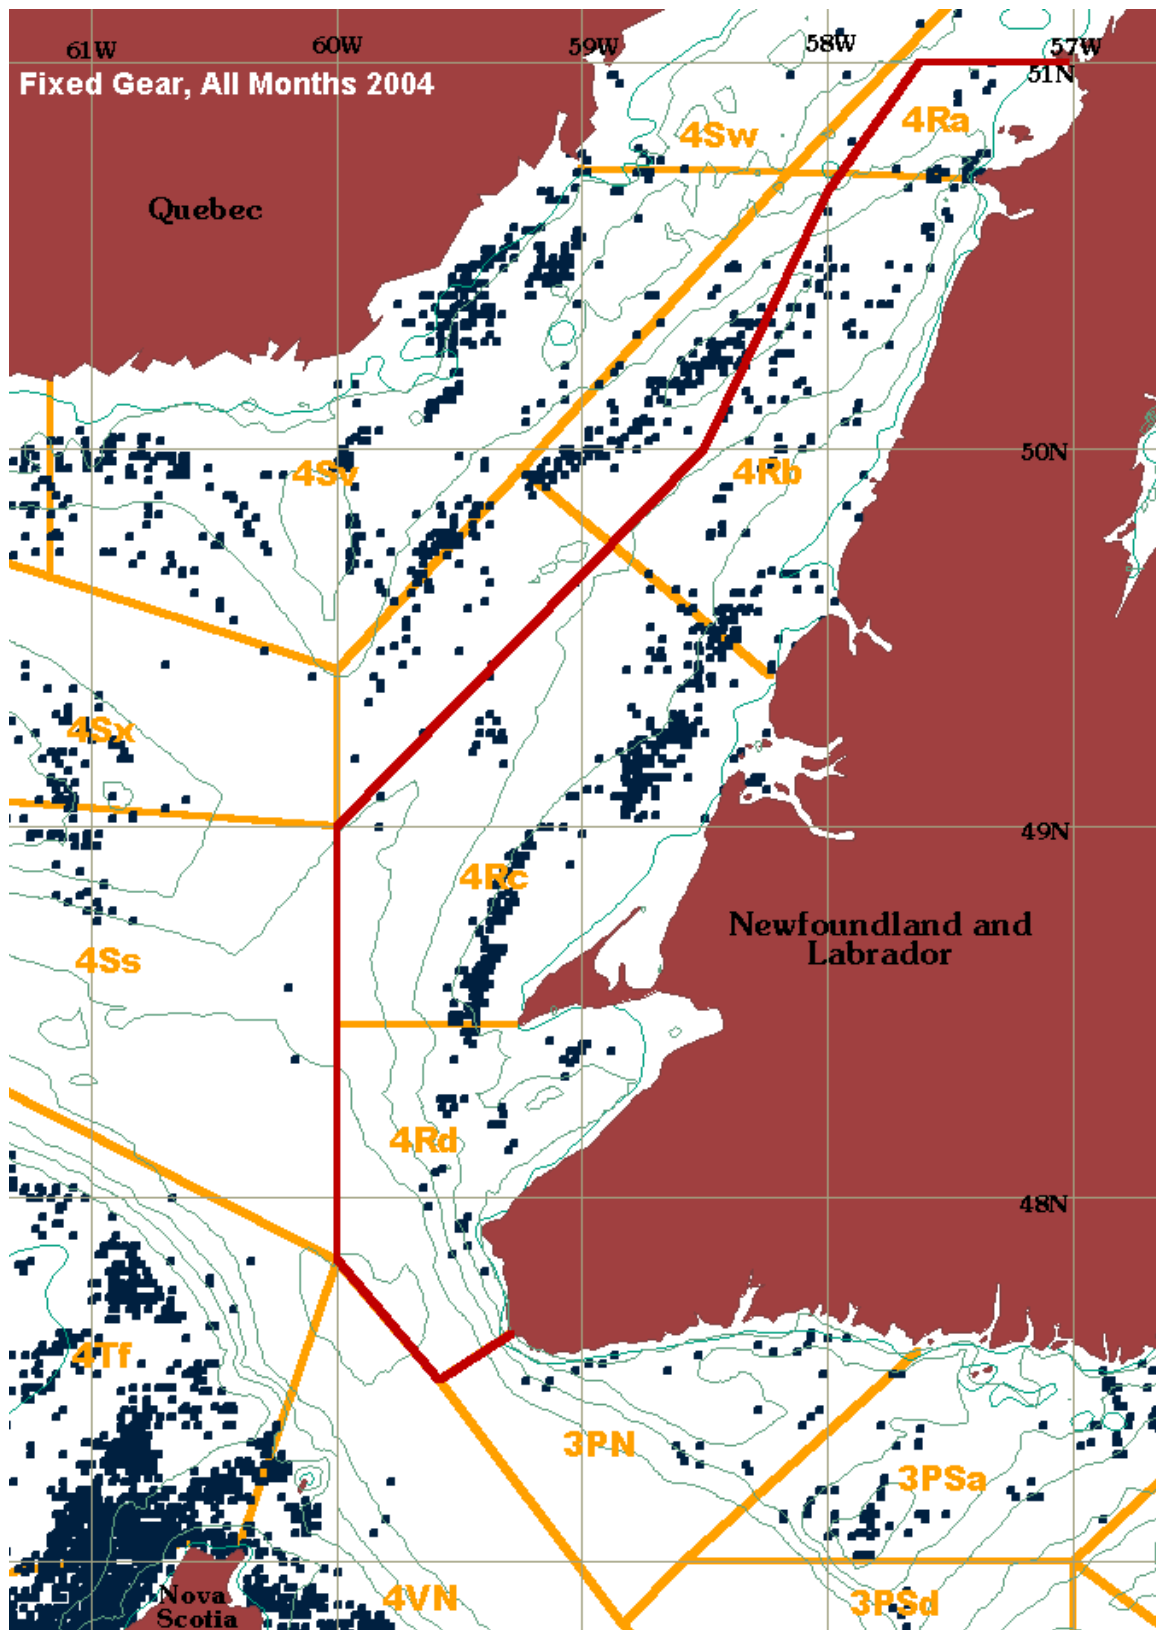 61W
60W
59W
58W
57W
51N
Fixed Gear, All Months 2004
4Ra
4Sw
Quebec
50N
4Sv
4Rb
4Sx
49N
4Rc
Newfoundland and
Labrador
4Ss
4Rd
48N
4Tf
3PN
3PSa
Nova
Scotia
4VN
3PSd